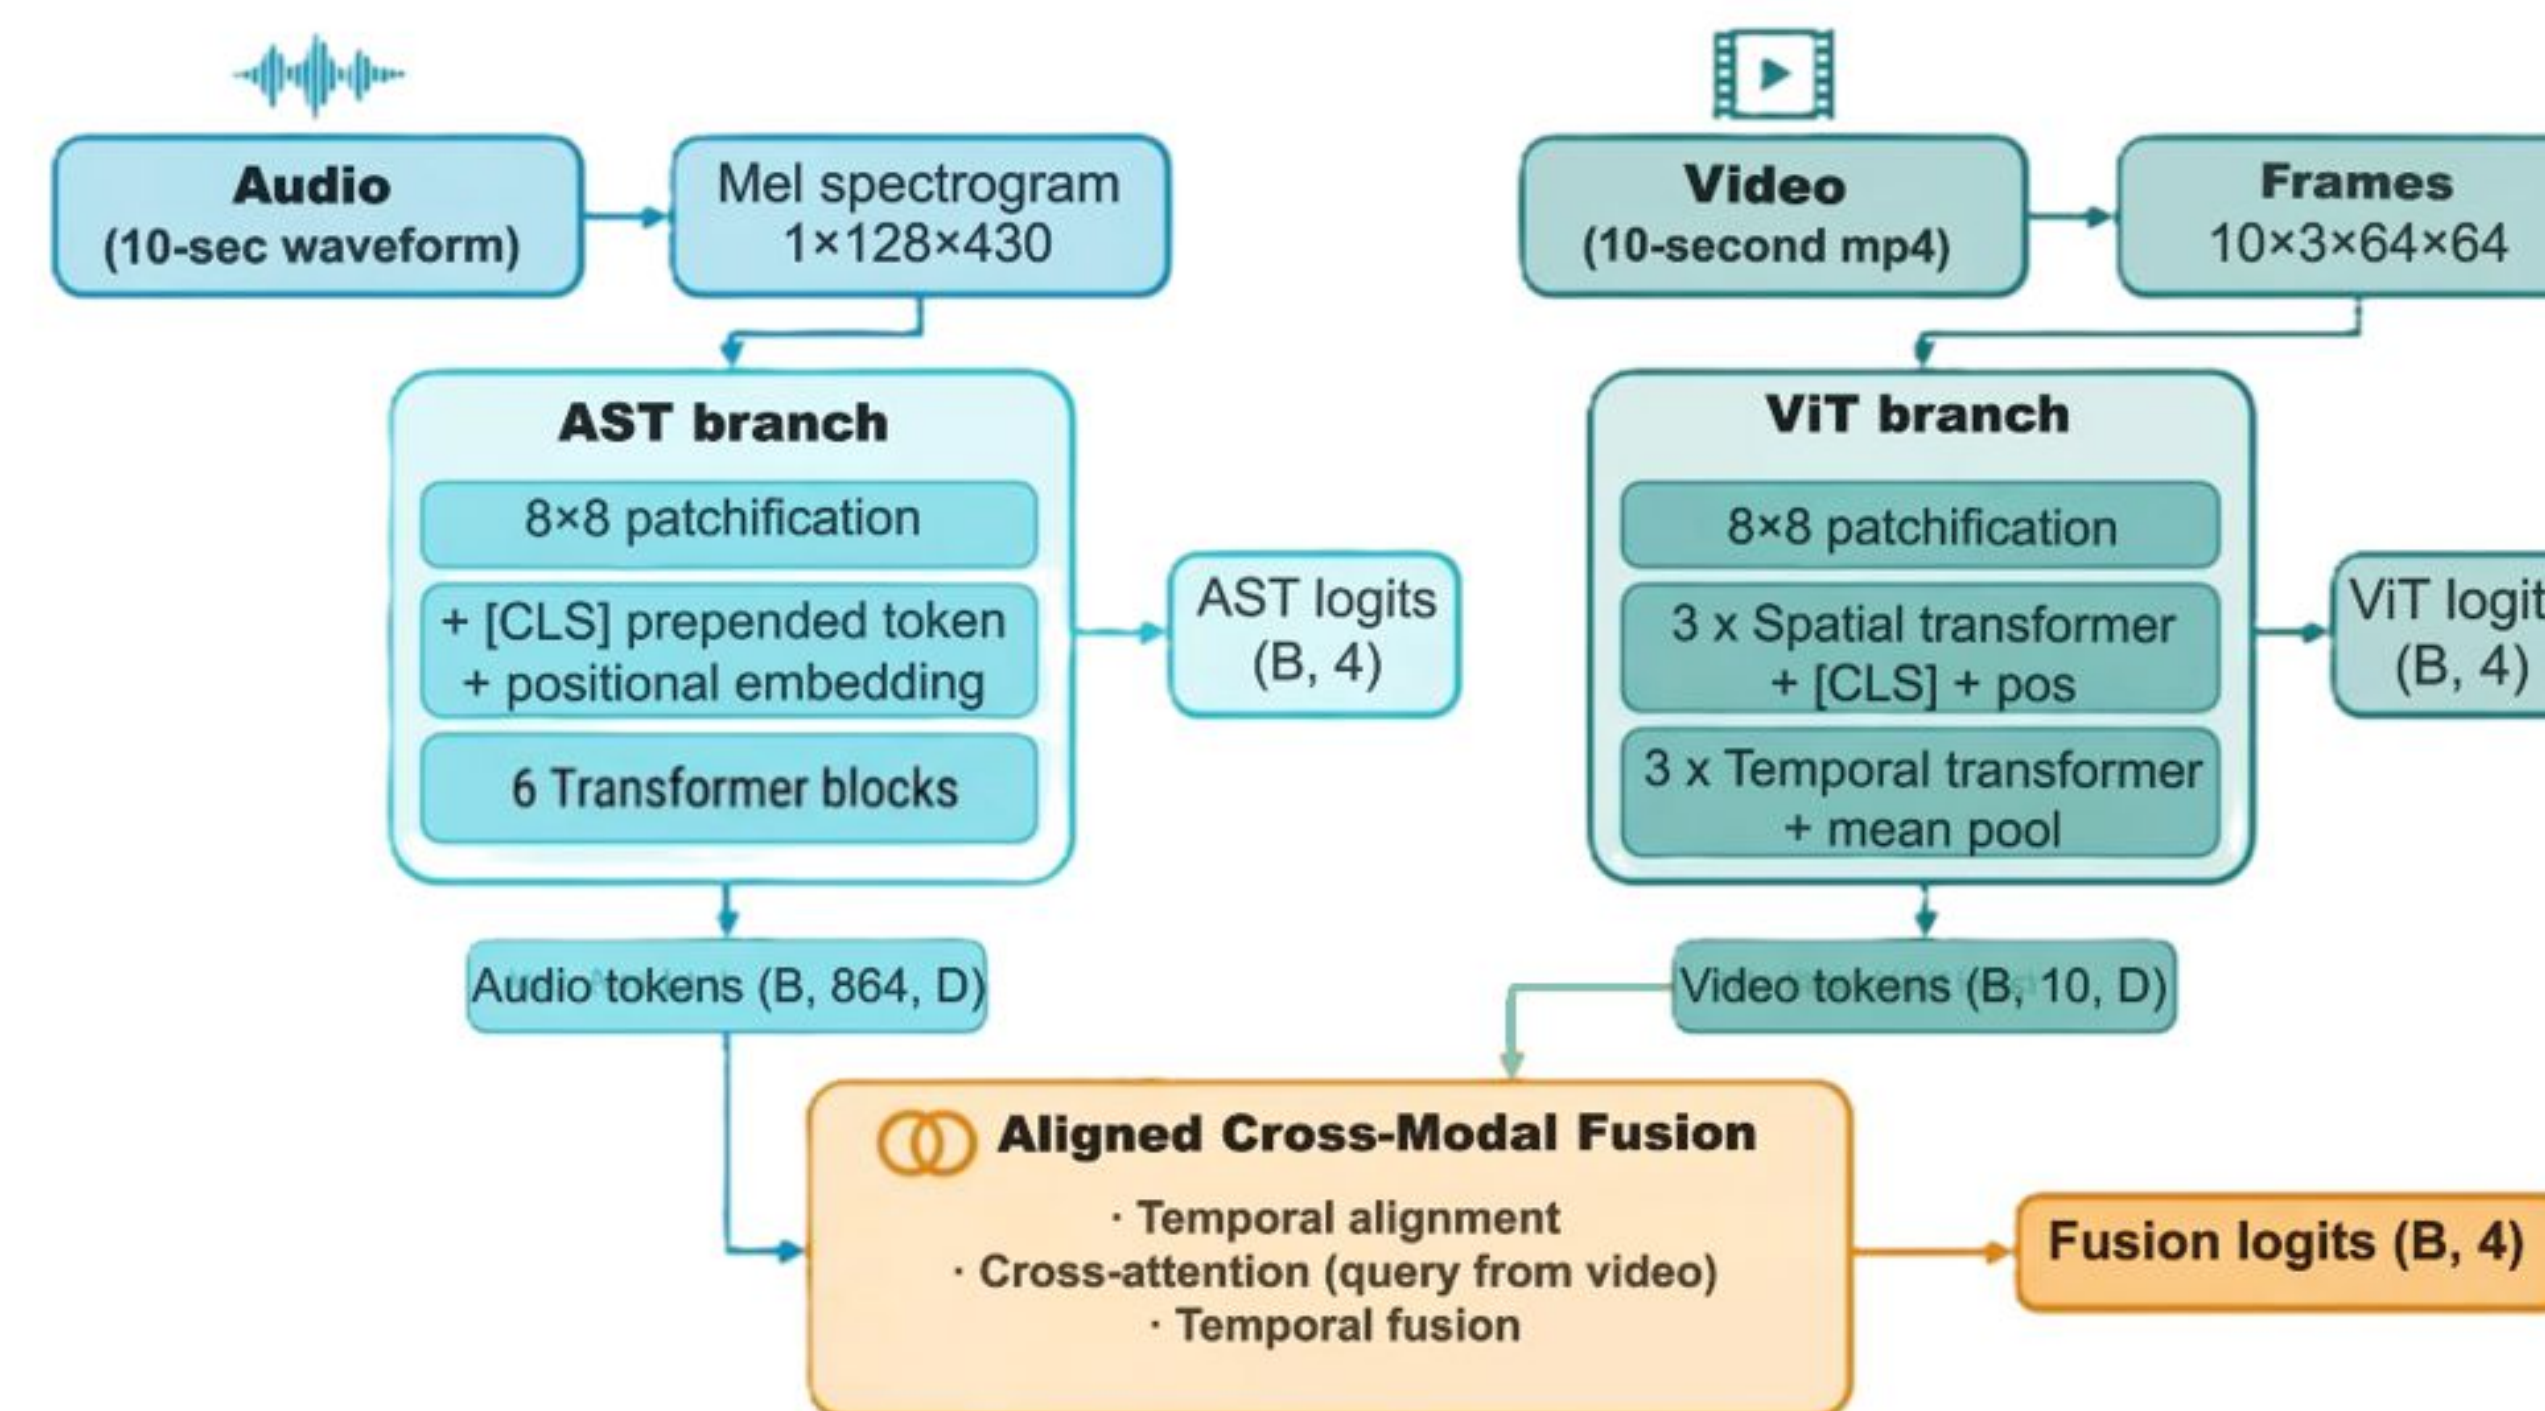 Audio
(10-sec waveform)
Mel spectrogram
1×128×430
Video
(10-second mp4)
Frames
10×3×64×64
AST branch
8×8 patchification
+ [CLS] prepended token
+ positional embedding
6 Transformer blocks
AST logits
(B, 4)
ViT branch
8×8 patchification
3 x Spatial transformer
+ [CLS] + pos
3 x Temporal transformer
+ mean pool
ViT logit
(B, 4)
Audio tokens (B, 864, D)
Video tokens (B, 10, D)
Aligned Cross-Modal Fusion
· Temporal alignment
· Cross-attention (query from video)
· Temporal fusion
Fusion logits (B, 4)